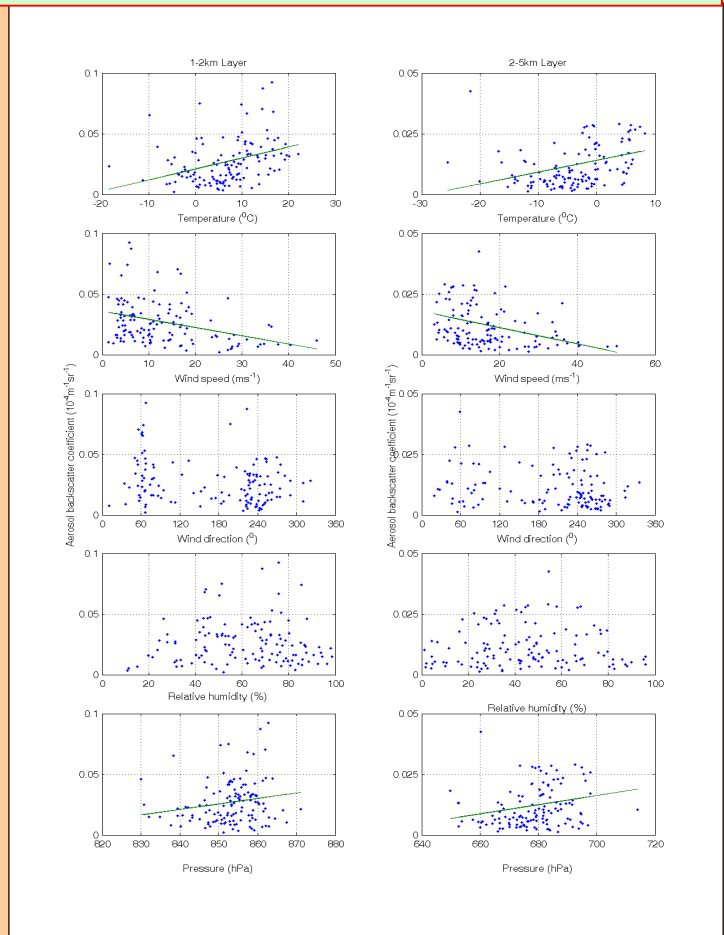 1-2km Layer
2-5km Layer
0.1
0.05
0
-20 -10 0 10 20 30
Temperature (⁰C)
0.05
0.025
0
-30 -20 -10 0 10
Temperature (⁰C)
0.1
0.05
0
0 10 20 30 40 50
Wind speed (ms⁻¹)
0.05
0.025
0
0 20 40 60
Wind speed (ms⁻¹)
Aerosol backscatter coefficient (10⁻⁴m⁻¹sr⁻¹)
Aerosol backscatter coefficient (10⁻⁴m⁻¹sr⁻¹)
0.1
0.05
0
0 60 120 180 240 300 360
Wind direction (⁰)
0.05
0.025
0
0 60 120 180 240 300 360
Wind direction (⁰)
0.1
0.05
0
0 20 40 60 80 100
Relative humidity (%)
0.05
0.025
0
0 20 40 60 80 100
Relative humidity (%)
0.1
0.05
0
820 830 840 850 860 870 880
Pressure (hPa)
0.05
0.025
0
640 660 680 700 720
Pressure (hPa)